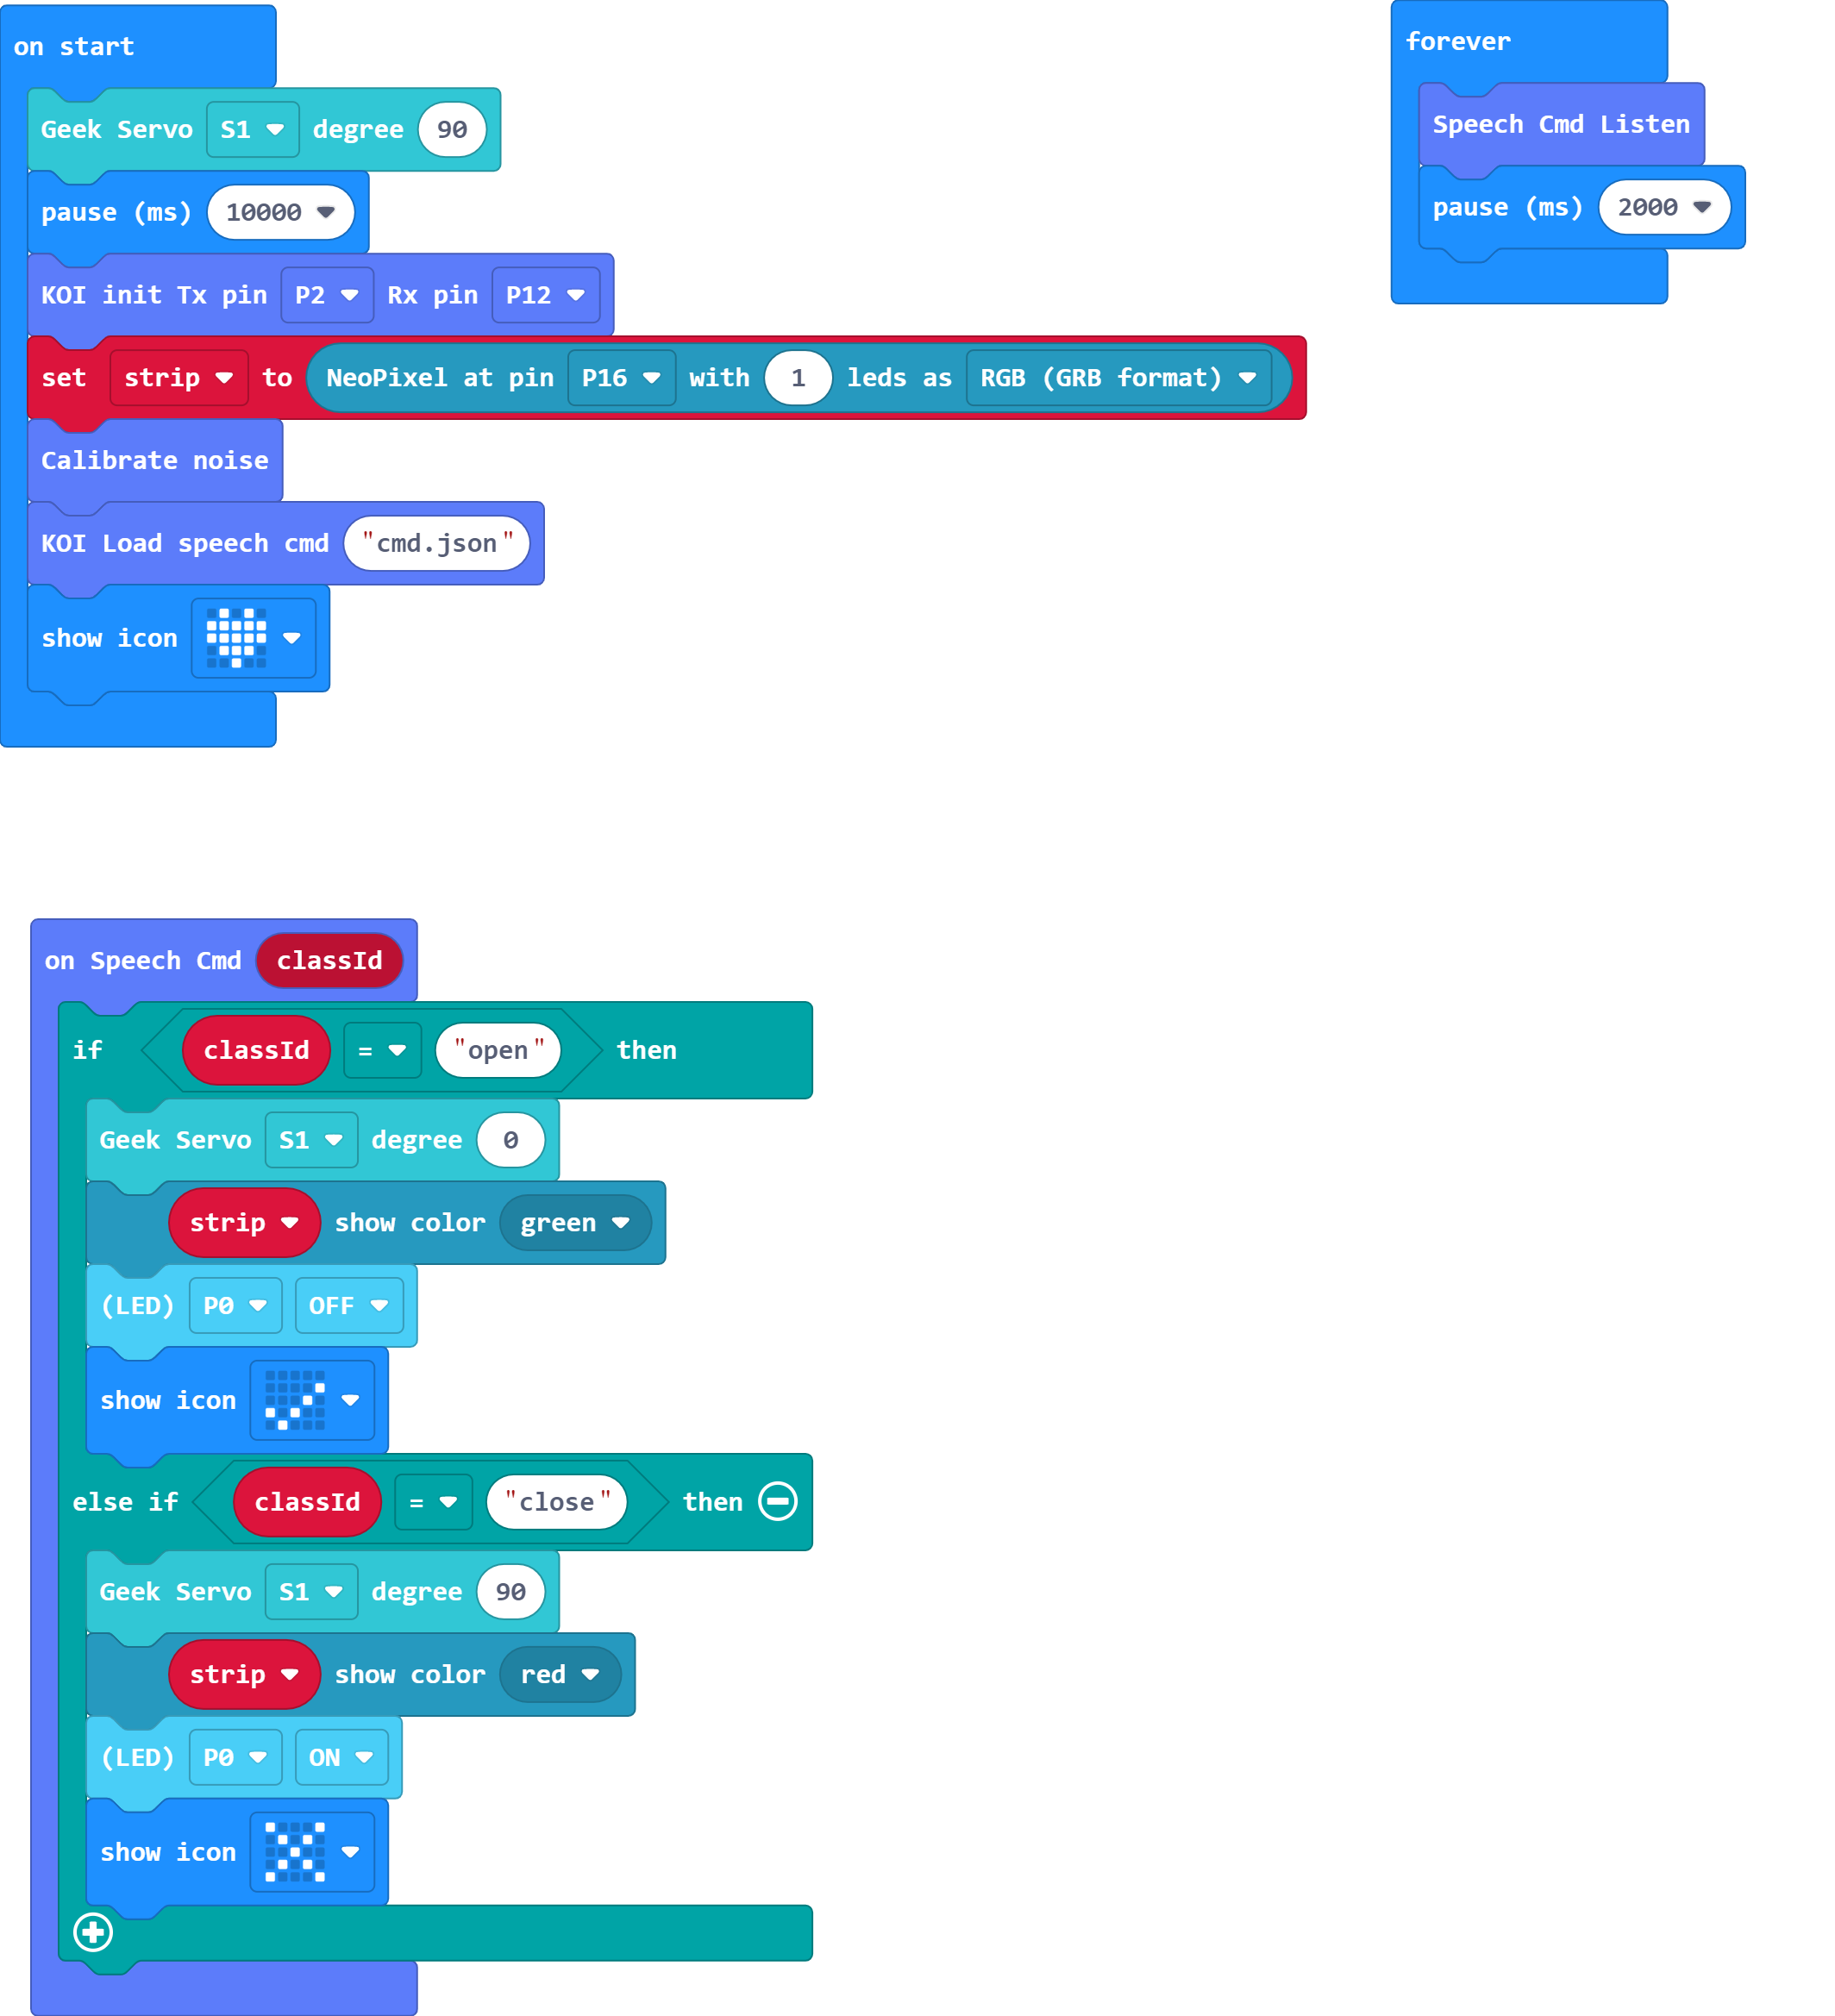 on start
Geek Servo S1 degree 90
pause (ms) 10000
KOI init Tx pin P2 Rx pin P12
set strip to NeoPixel at pin P16 with 1 leds as RGB (GRB format)
Calibrate noise
KOI Load speech cmd "cmd.json"
show icon
forever
Speech Cmd Listen
pause (ms) 2000
on Speech Cmd classId
if classId = "open" then
Geek Servo S1 degree 0
strip show color green
(LED) P0 OFF
show icon
else if classId = "close" then
Geek Servo S1 degree 90
strip show color red
(LED) P0 ON
show icon